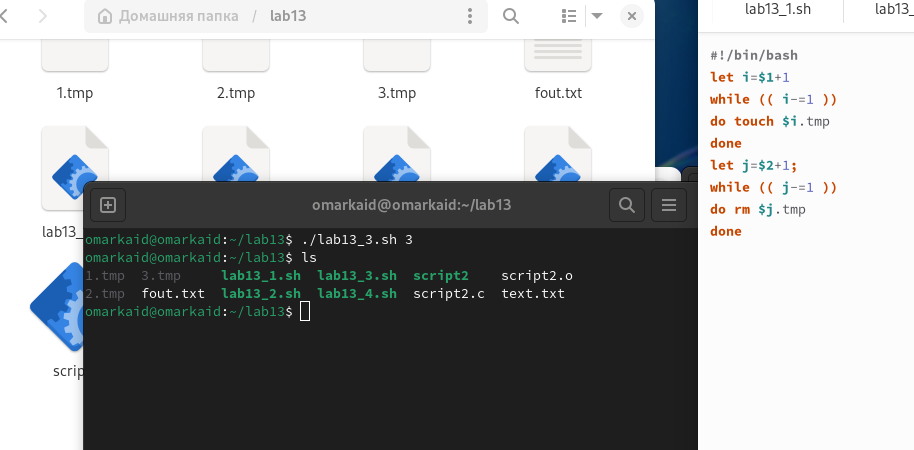 Домашняя папка / lab13
1.tmp
2.tmp
3.tmp
fout.txt
lab13_
scrip
omarkaid@omarkaid:~/lab13
omarkaid@omarkaid:~/lab13$ ./lab13_3.sh 3
omarkaid@omarkaid:~/lab13$ ls
1.tmp 3.tmp lab13_1.sh lab13_3.sh script2 script2.o
2.tmp fout.txt lab13_2.sh lab13_4.sh script2.c text.txt
omarkaid@omarkaid:~/lab13$
lab13_1.sh
lab13_
#!/bin/bash
let i=$1+1
while (( i-=1 ))
do touch $i.tmp
done
let j=$2+1;
while (( j-=1 ))
do rm $j.tmp
done